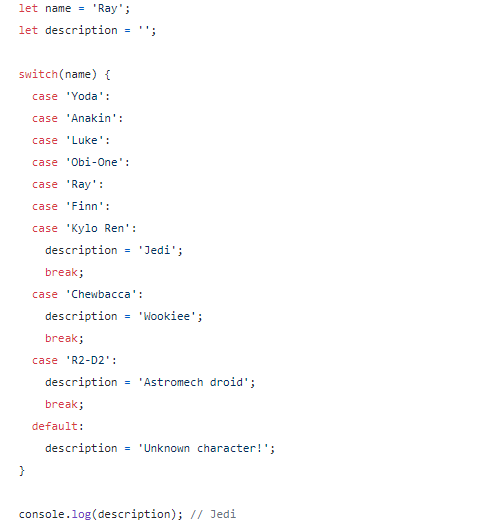 let name = 'Ray';
let description = '';

switch(name) {
  case 'Yoda':
  case 'Anakin':
  case 'Luke':
  case 'Obi-One':
  case 'Ray':
  case 'Finn':
  case 'Kylo Ren':
    description = 'Jedi';
    break;
  case 'Chewbacca':
    description = 'Wookiee';
    break;
  case 'R2-D2':
    description = 'Astromech droid';
    break;
  default:
    description = 'Unknown character!';
}

console.log(description); // Jedi